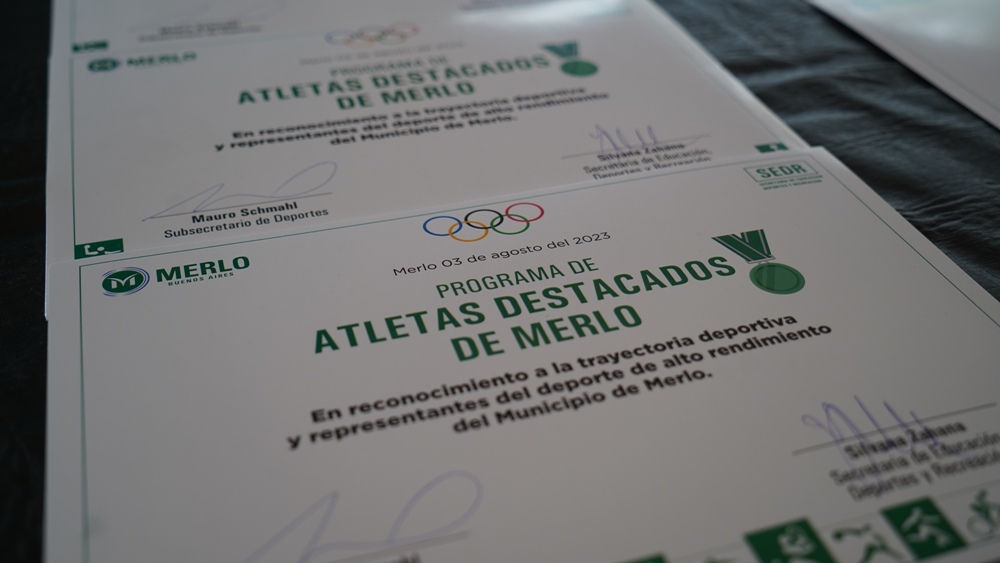 MERLO
PROGRAMA DE
ATLETAS DESTACADOS
DE MERLO
En reconocimiento a la trayectoria deportiva
y representantes del deporte de alto rendimiento
del Municipio de Merlo.
Mauro Schmahl
Subsecretario de Deportes
Silvana Zabana
Secretaria de Educación,
Deportes y Recreación
SEDR
MERLO
BUENOS AIRES
Merlo 03 de agosto del 2023
PROGRAMA DE
ATLETAS DESTACADOS
DE MERLO
En reconocimiento a la trayectoria deportiva
y representantes del deporte de alto rendimiento
del Municipio de Merlo.
Silvana Zabana
Secretaria de Educación
Deportes y Recreación